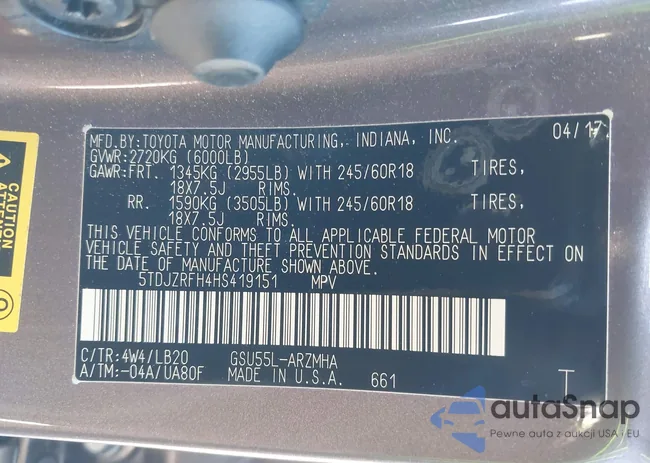 MFD.BY:TOYOTA MOTOR MANUFACTURING, INDIANA, INC. 04/17
GVWR:2720KG (6000LB)
GAWR:FRT. 1345KG (2955LB) WITH 245/60R18 TIRES,
18X7.5J RIMS.
RR. 1590KG (3505LB) WITH 245/60R18 TIRES,
18X7.5J RIMS.
THIS VEHICLE CONFORMS TO ALL APPLICABLE FEDERAL MOTOR
VEHICLE SAFETY AND THEFT PREVENTION STANDARDS IN EFFECT ON
THE DATE OF MANUFACTURE SHOWN ABOVE.
5TDJZRFH4HS419151 MPV
C/TR:4W4/LB20 GSU55L-ARZMHA
A/TM:-04A/UA80F MADE IN U.S.A. 661 T
CAUTION
autaSnap
Pewne auta z aukcji USA i EU